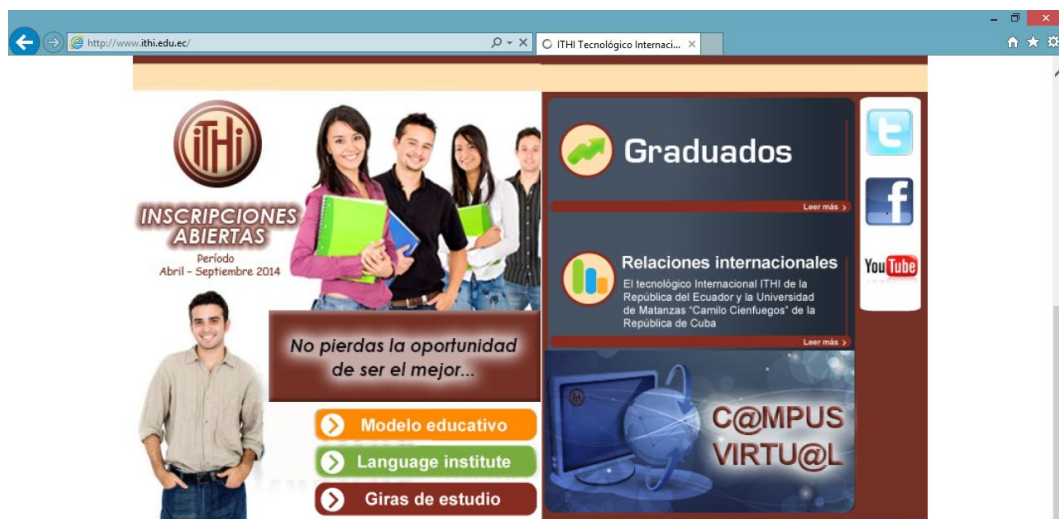 http://www.ithi.edu.ec/
ITHI Tecnológico Internaci...
iTHi
INSCRIPCIONES
ABIERTAS
Período
Abril - Septiembre 2014
No pierdas la oportunidad
de ser el mejor...
Modelo educativo
Language institute
Giras de estudio
Graduados
Leer más >
Relaciones internacionales
El tecnológico Internacional ITHI de la
República del Ecuador y la Universidad
de Matanzas "Camilo Cienfuegos" de la
República de Cuba
Leer más >
C@MPUS
VIRTU@L
t
f
YouTube